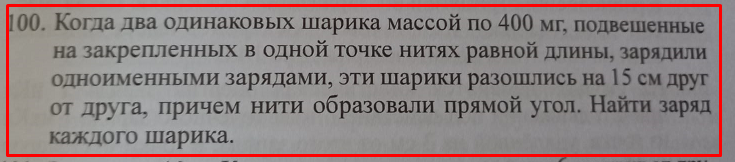 100. Когда два одинаковых шарика массой по 400 мг, подвешенные
на закрепленных в одной точке нитях равной длины, зарядили
одноименными зарядами, эти шарики разошлись на 15 см друг
от друга, причем нити образовали прямой угол. Найти заряд
каждого шарика.